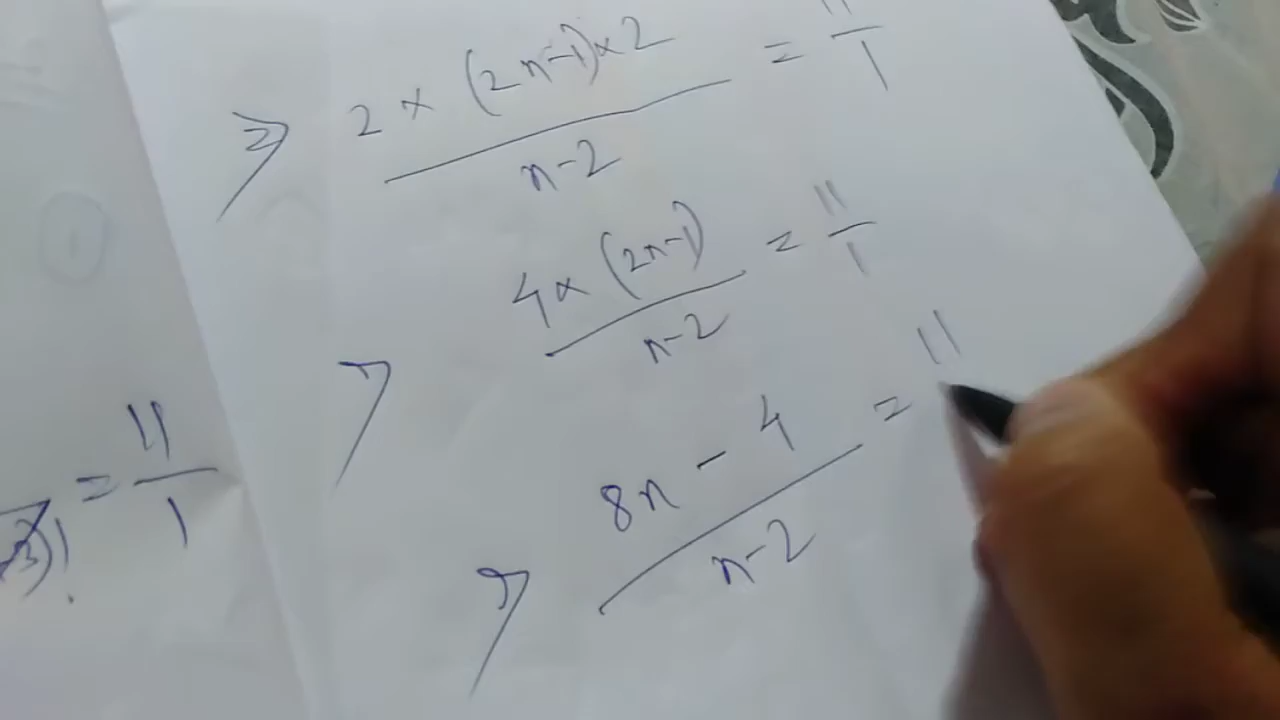 ⇒ 2 × (2n-1) × 2 / n-2 = 11/1
⇒ 4 × (2n-1) / n-2 = 11/1
⇒ 8n - 4 / n-2 = 11
= 11/1